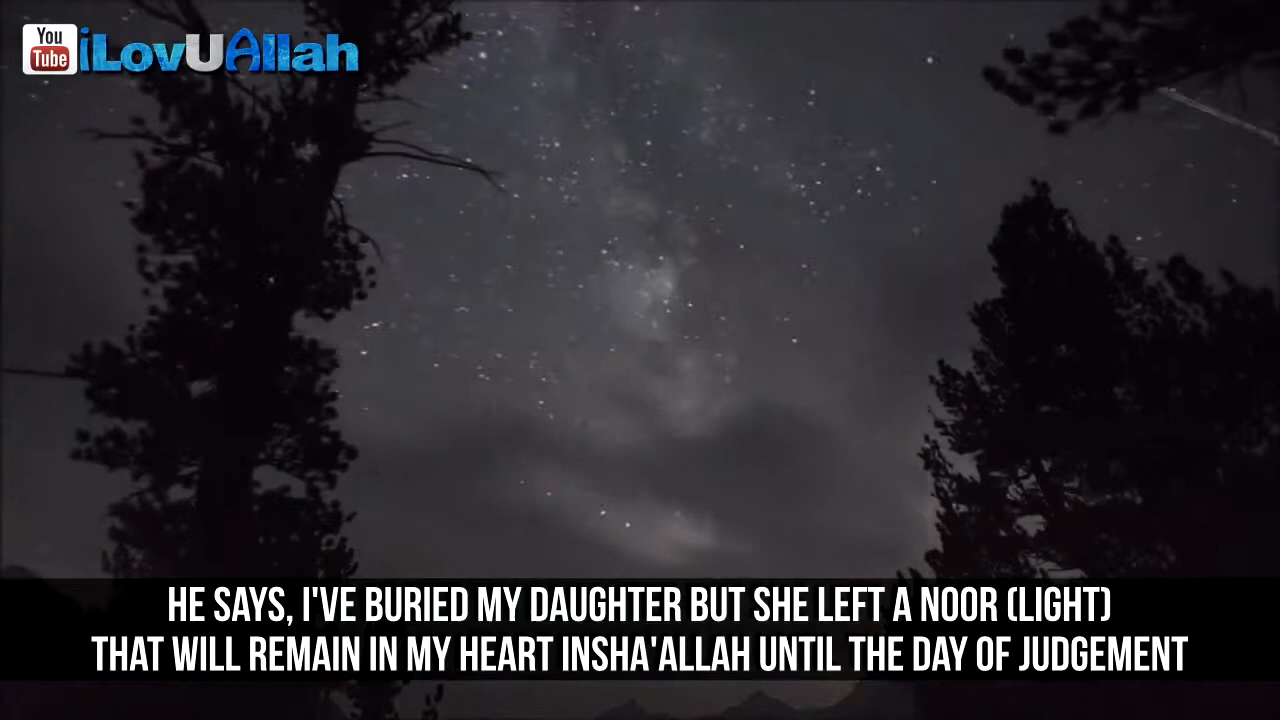 You
Tube
iLovUAllah
HE SAYS, I'VE BURIED MY DAUGHTER BUT SHE LEFT A NOOR (LIGHT)
THAT WILL REMAIN IN MY HEART INSHA'ALLAH UNTIL THE DAY OF JUDGEMENT